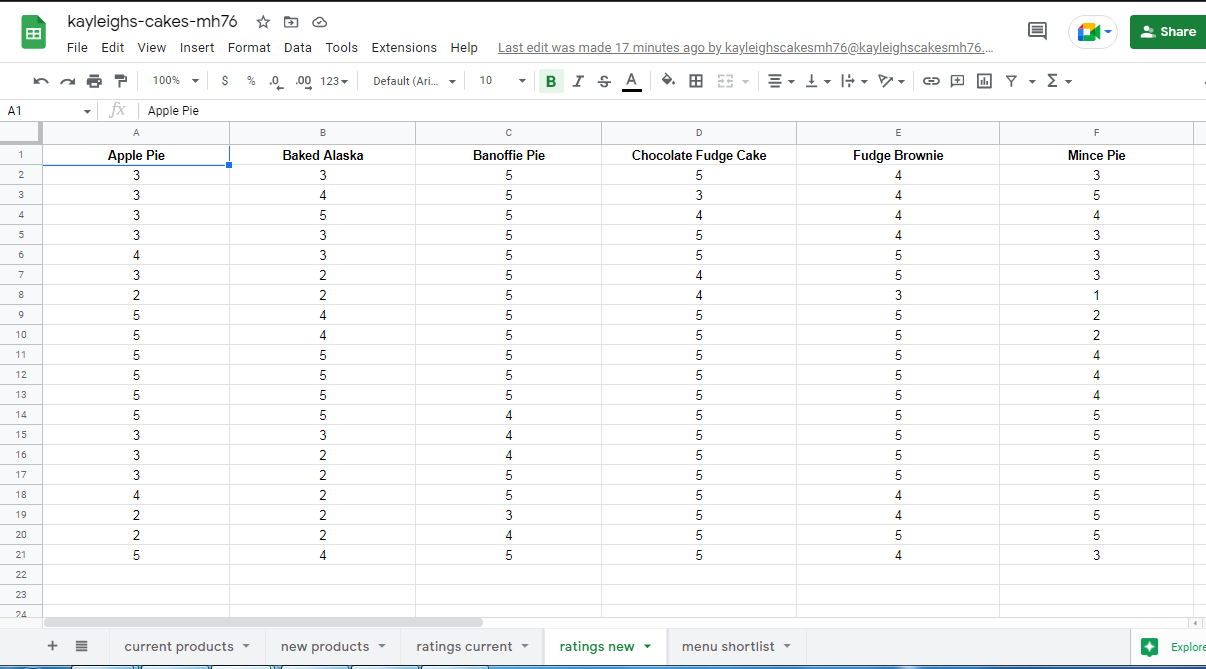 kayleighs-cakes-mh76
File Edit View Insert Format Data Tools Extensions Help Last edit was made 17 minutes ago by kayleighscakesmh76@kayleighscakesmh76.…
Share
100% $ % .0 .00 123 Default (Ari... 10 B I S A
A1 fx Apple Pie
A B C D E F
1 Apple Pie Baked Alaska Banoffie Pie Chocolate Fudge Cake Fudge Brownie Mince Pie
2 3 3 5 5 4 3
3 3 4 5 3 4 5
4 3 5 5 4 4 4
5 3 3 5 5 4 3
6 4 3 5 5 5 3
7 3 2 5 4 5 3
8 2 2 5 4 3 1
9 5 4 5 5 5 2
10 5 4 5 5 5 2
11 5 5 5 5 5 4
12 5 5 5 5 5 4
13 5 5 5 5 5 4
14 5 5 4 5 5 5
15 3 3 4 5 5 5
16 3 2 4 5 5 5
17 3 2 5 5 5 5
18 4 2 5 5 4 5
19 2 2 3 5 4 5
20 2 2 4 5 5 5
21 5 4 5 5 4 3
22
23
24
+ current products new products ratings current ratings new menu shortlist Explore